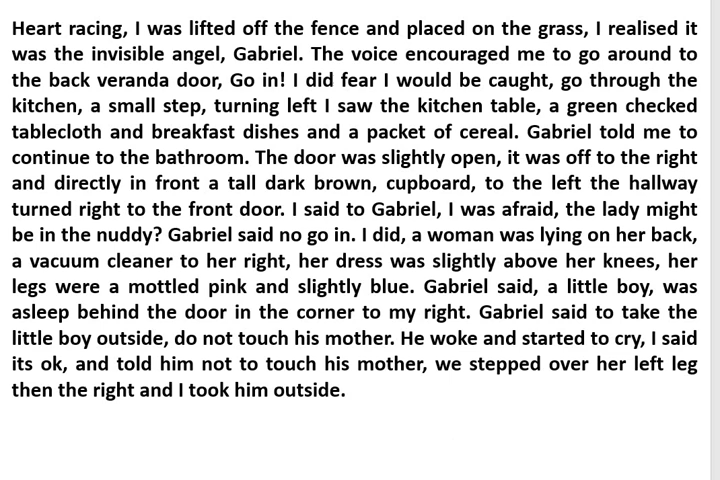 Heart racing, I was lifted off the fence and placed on the grass, I realised it
was the invisible angel, Gabriel. The voice encouraged me to go around to
the back veranda door, Go in! I did fear I would be caught, go through the
kitchen, a small step, turning left I saw the kitchen table, a green checked
tablecloth and breakfast dishes and a packet of cereal. Gabriel told me to
continue to the bathroom. The door was slightly open, it was off to the right
and directly in front a tall dark brown, cupboard, to the left the hallway
turned right to the front door. I said to Gabriel, I was afraid, the lady might
be in the nuddy? Gabriel said no go in. I did, a woman was lying on her back,
a vacuum cleaner to her right, her dress was slightly above her knees, her
legs were a mottled pink and slightly blue. Gabriel said, a little boy, was
asleep behind the door in the corner to my right. Gabriel said to take the
little boy outside, do not touch his mother. He woke and started to cry, I said
its ok, and told him not to touch his mother, we stepped over her left leg
then the right and I took him outside.